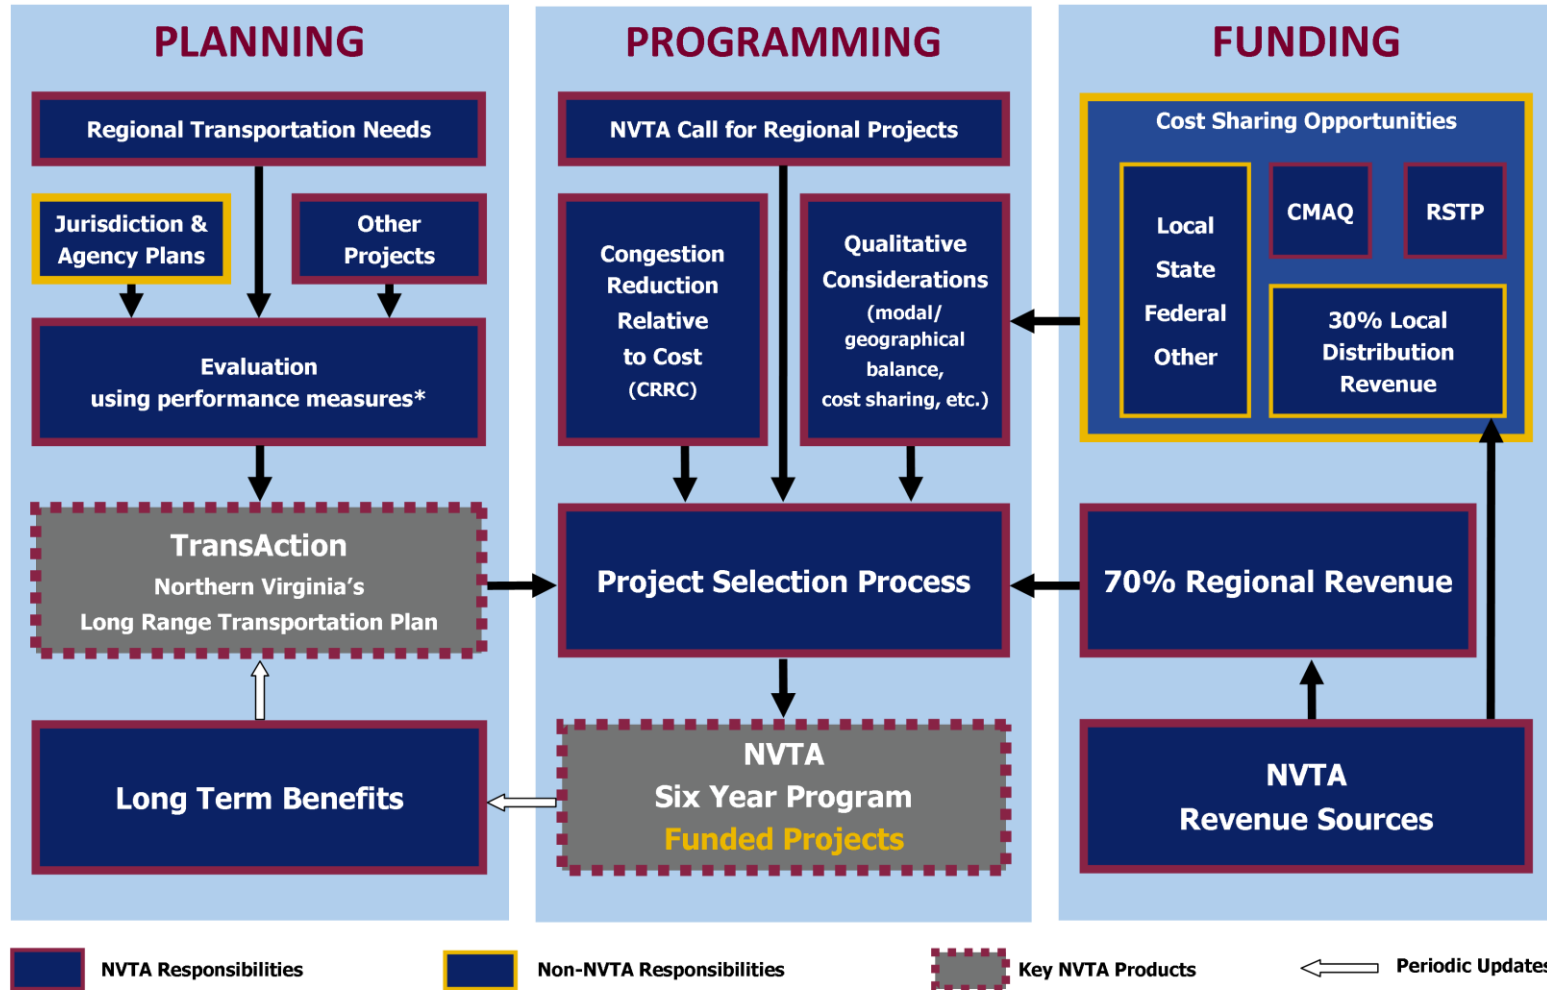 PLANNING
Regional Transportation Needs
Jurisdiction &
Agency Plans
Other
Projects
Evaluation
using performance measures*
TransAction
Northern Virginia's
Long Range Transportation Plan
Long Term Benefits
PROGRAMMING
NVTA Call for Regional Projects
Congestion
Reduction
Relative
to Cost
(CRRC)
Qualitative
Considerations
(modal/
geographical
balance,
cost sharing, etc.)
Project Selection Process
NVTA
Six Year Program
Funded Projects
FUNDING
Cost Sharing Opportunities
Local
State
Federal
Other
CMAQ
RSTP
30% Local
Distribution
Revenue
70% Regional Revenue
NVTA
Revenue Sources
NVTA Responsibilities
Non-NVTA Responsibilities
Key NVTA Products
Periodic Updates